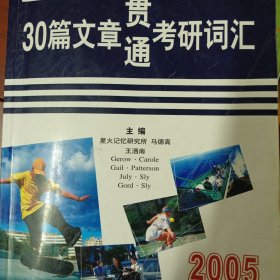 30篇文章贯通考研词汇
主编
星火记忆研究所 马德高
王洒南
Gerow · Carole
Gail · Patterson
July · Sly
Gord · Sly
2005